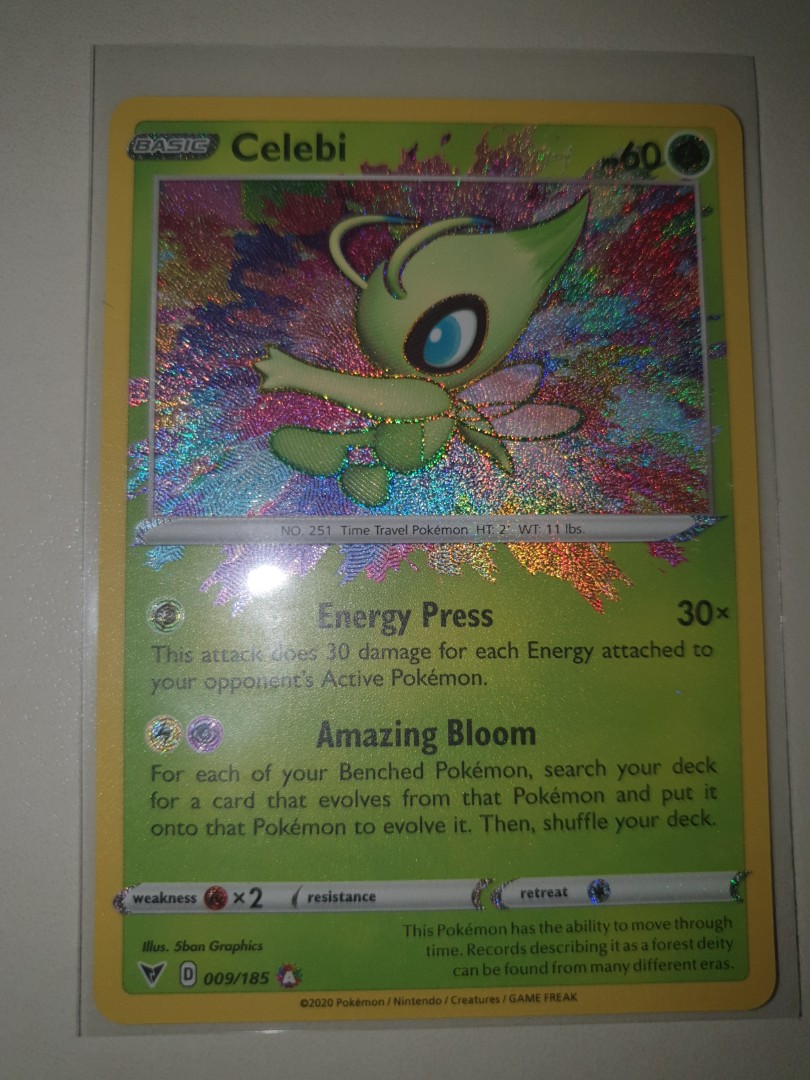 BASIC Celebi HP60
NO. 251 Time Travel Pokémon HT: 2' WT: 11 lbs.
Energy Press 30×
This attack does 30 damage for each Energy attached to
your opponent's Active Pokémon.
Amazing Bloom
For each of your Benched Pokémon, search your deck
for a card that evolves from that Pokémon and put it
onto that Pokémon to evolve it. Then, shuffle your deck.
weakness ×2 resistance retreat
This Pokémon has the ability to move through
time. Records describing it as a forest deity
can be found from many different eras.
Illus. 5ban Graphics
D 009/185 A
©2020 Pokémon / Nintendo / Creatures / GAME FREAK